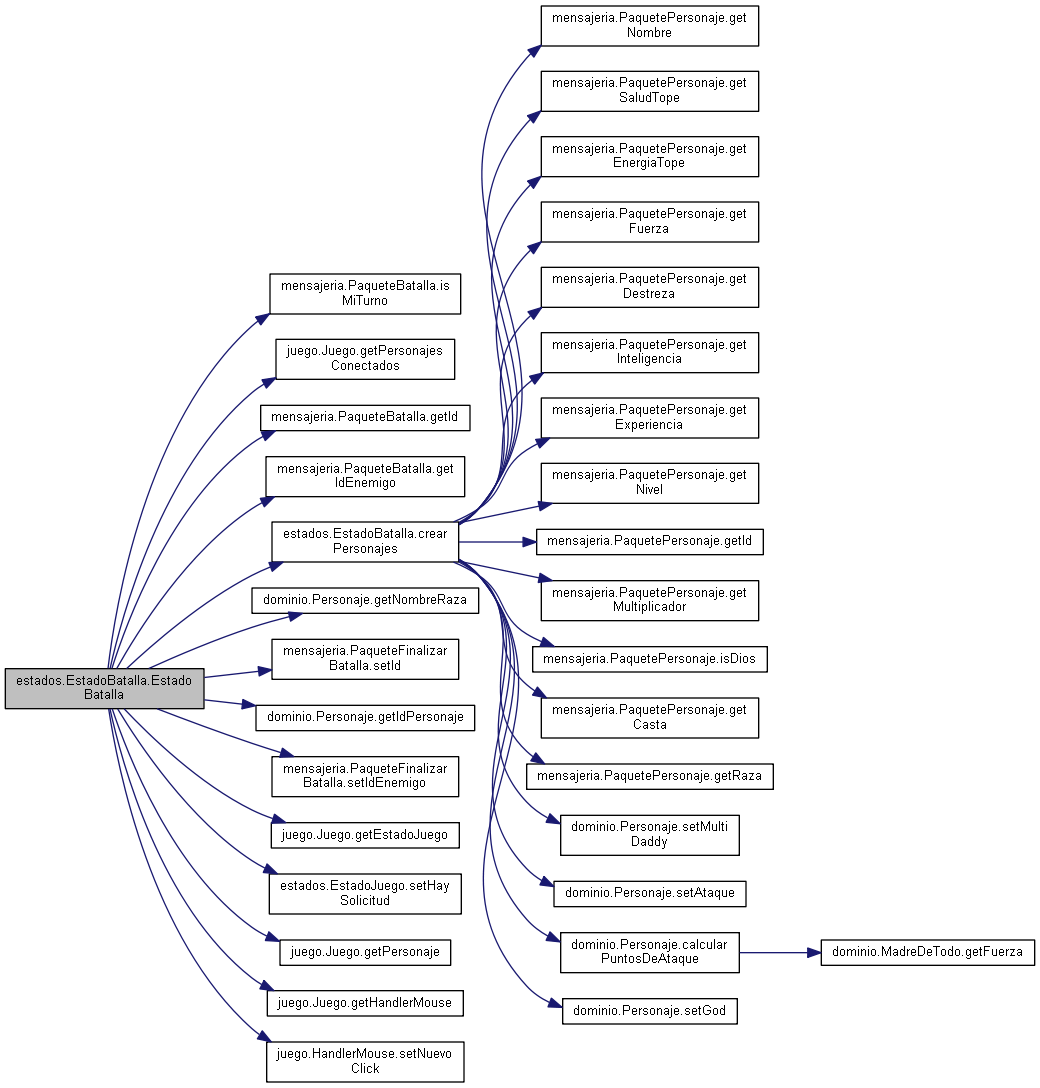 estados.EstadoBatalla.Estado
Batalla
mensajeria.PaqueteBatalla.is
MiTurno
juego.Juego.getPersonajes
Conectados
mensajeria.PaqueteBatalla.getId
mensajeria.PaqueteBatalla.get
IdEnemigo
estados.EstadoBatalla.crear
Personajes
dominio.Personaje.getNombreRaza
mensajeria.PaqueteFinalizar
Batalla.setId
dominio.Personaje.getIdPersonaje
mensajeria.PaqueteFinalizar
Batalla.setIdEnemigo
juego.Juego.getEstadoJuego
estados.EstadoJuego.setHay
Solicitud
juego.Juego.getPersonaje
juego.Juego.getHandlerMouse
juego.HandlerMouse.setNuevo
Click
mensajeria.PaquetePersonaje.get
Nombre
mensajeria.PaquetePersonaje.get
SaludTope
mensajeria.PaquetePersonaje.get
EnergiaTope
mensajeria.PaquetePersonaje.get
Fuerza
mensajeria.PaquetePersonaje.get
Destreza
mensajeria.PaquetePersonaje.get
Inteligencia
mensajeria.PaquetePersonaje.get
Experiencia
mensajeria.PaquetePersonaje.get
Nivel
mensajeria.PaquetePersonaje.getId
mensajeria.PaquetePersonaje.get
Multiplicador
mensajeria.PaquetePersonaje.isDios
mensajeria.PaquetePersonaje.get
Casta
mensajeria.PaquetePersonaje.getRaza
dominio.Personaje.setMulti
Daddy
dominio.Personaje.setAtaque
dominio.Personaje.calcular
PuntosDeAtaque
dominio.Personaje.setGod
dominio.MadreDeTodo.getFuerza